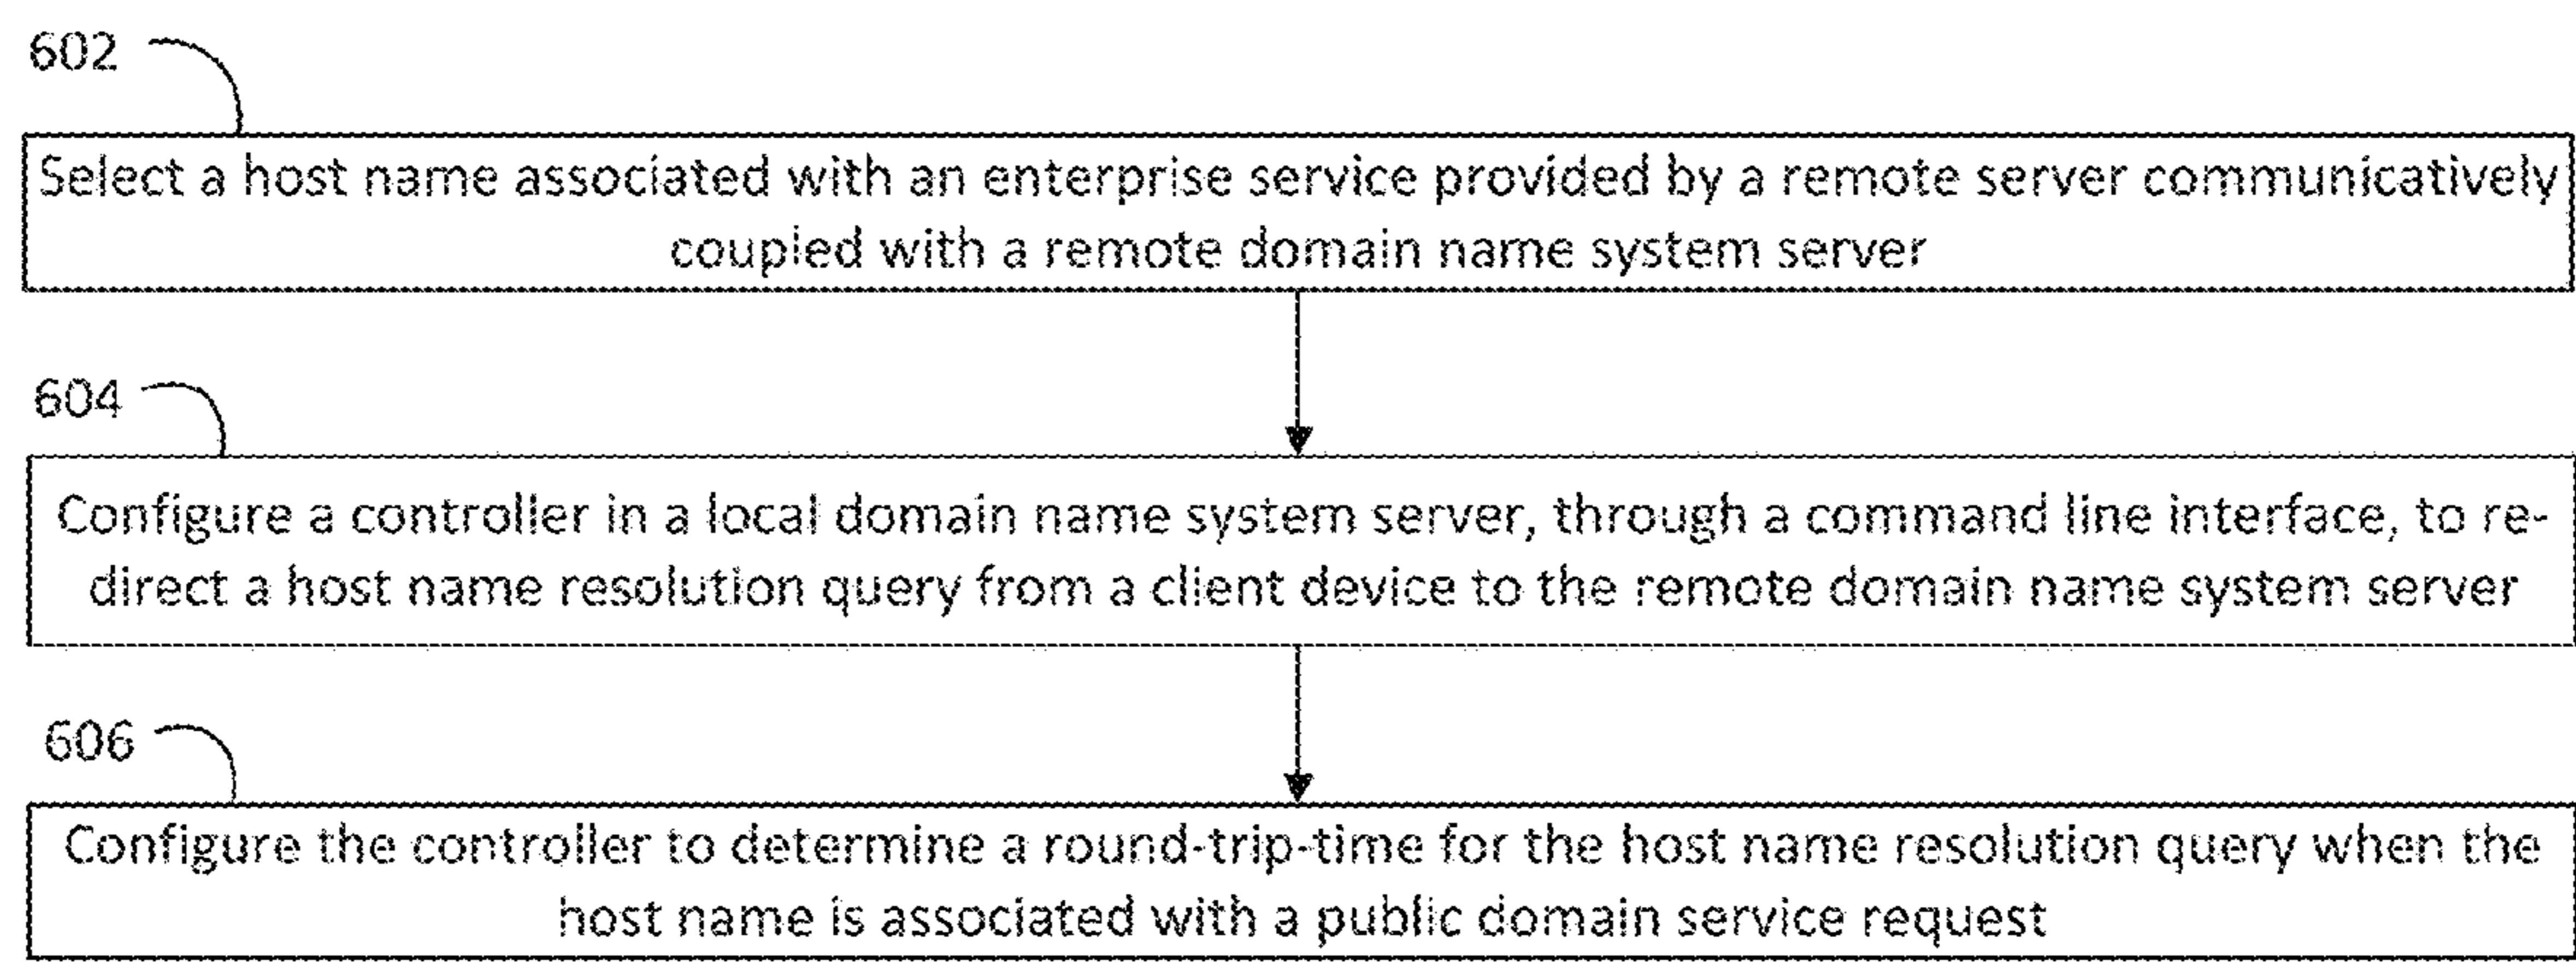 602
Select a host name associated with an enterprise service provided by a remote server communicatively
coupled with a remote domain name system server
604
Configure a controller in a local domain name system server, through a command line interface, to re-
direct a host name resolution query from a client device to the remote domain name system server
606
Configure the controller to determine a round-trip-time for the host name resolution query when the
host name is associated with a public domain service request